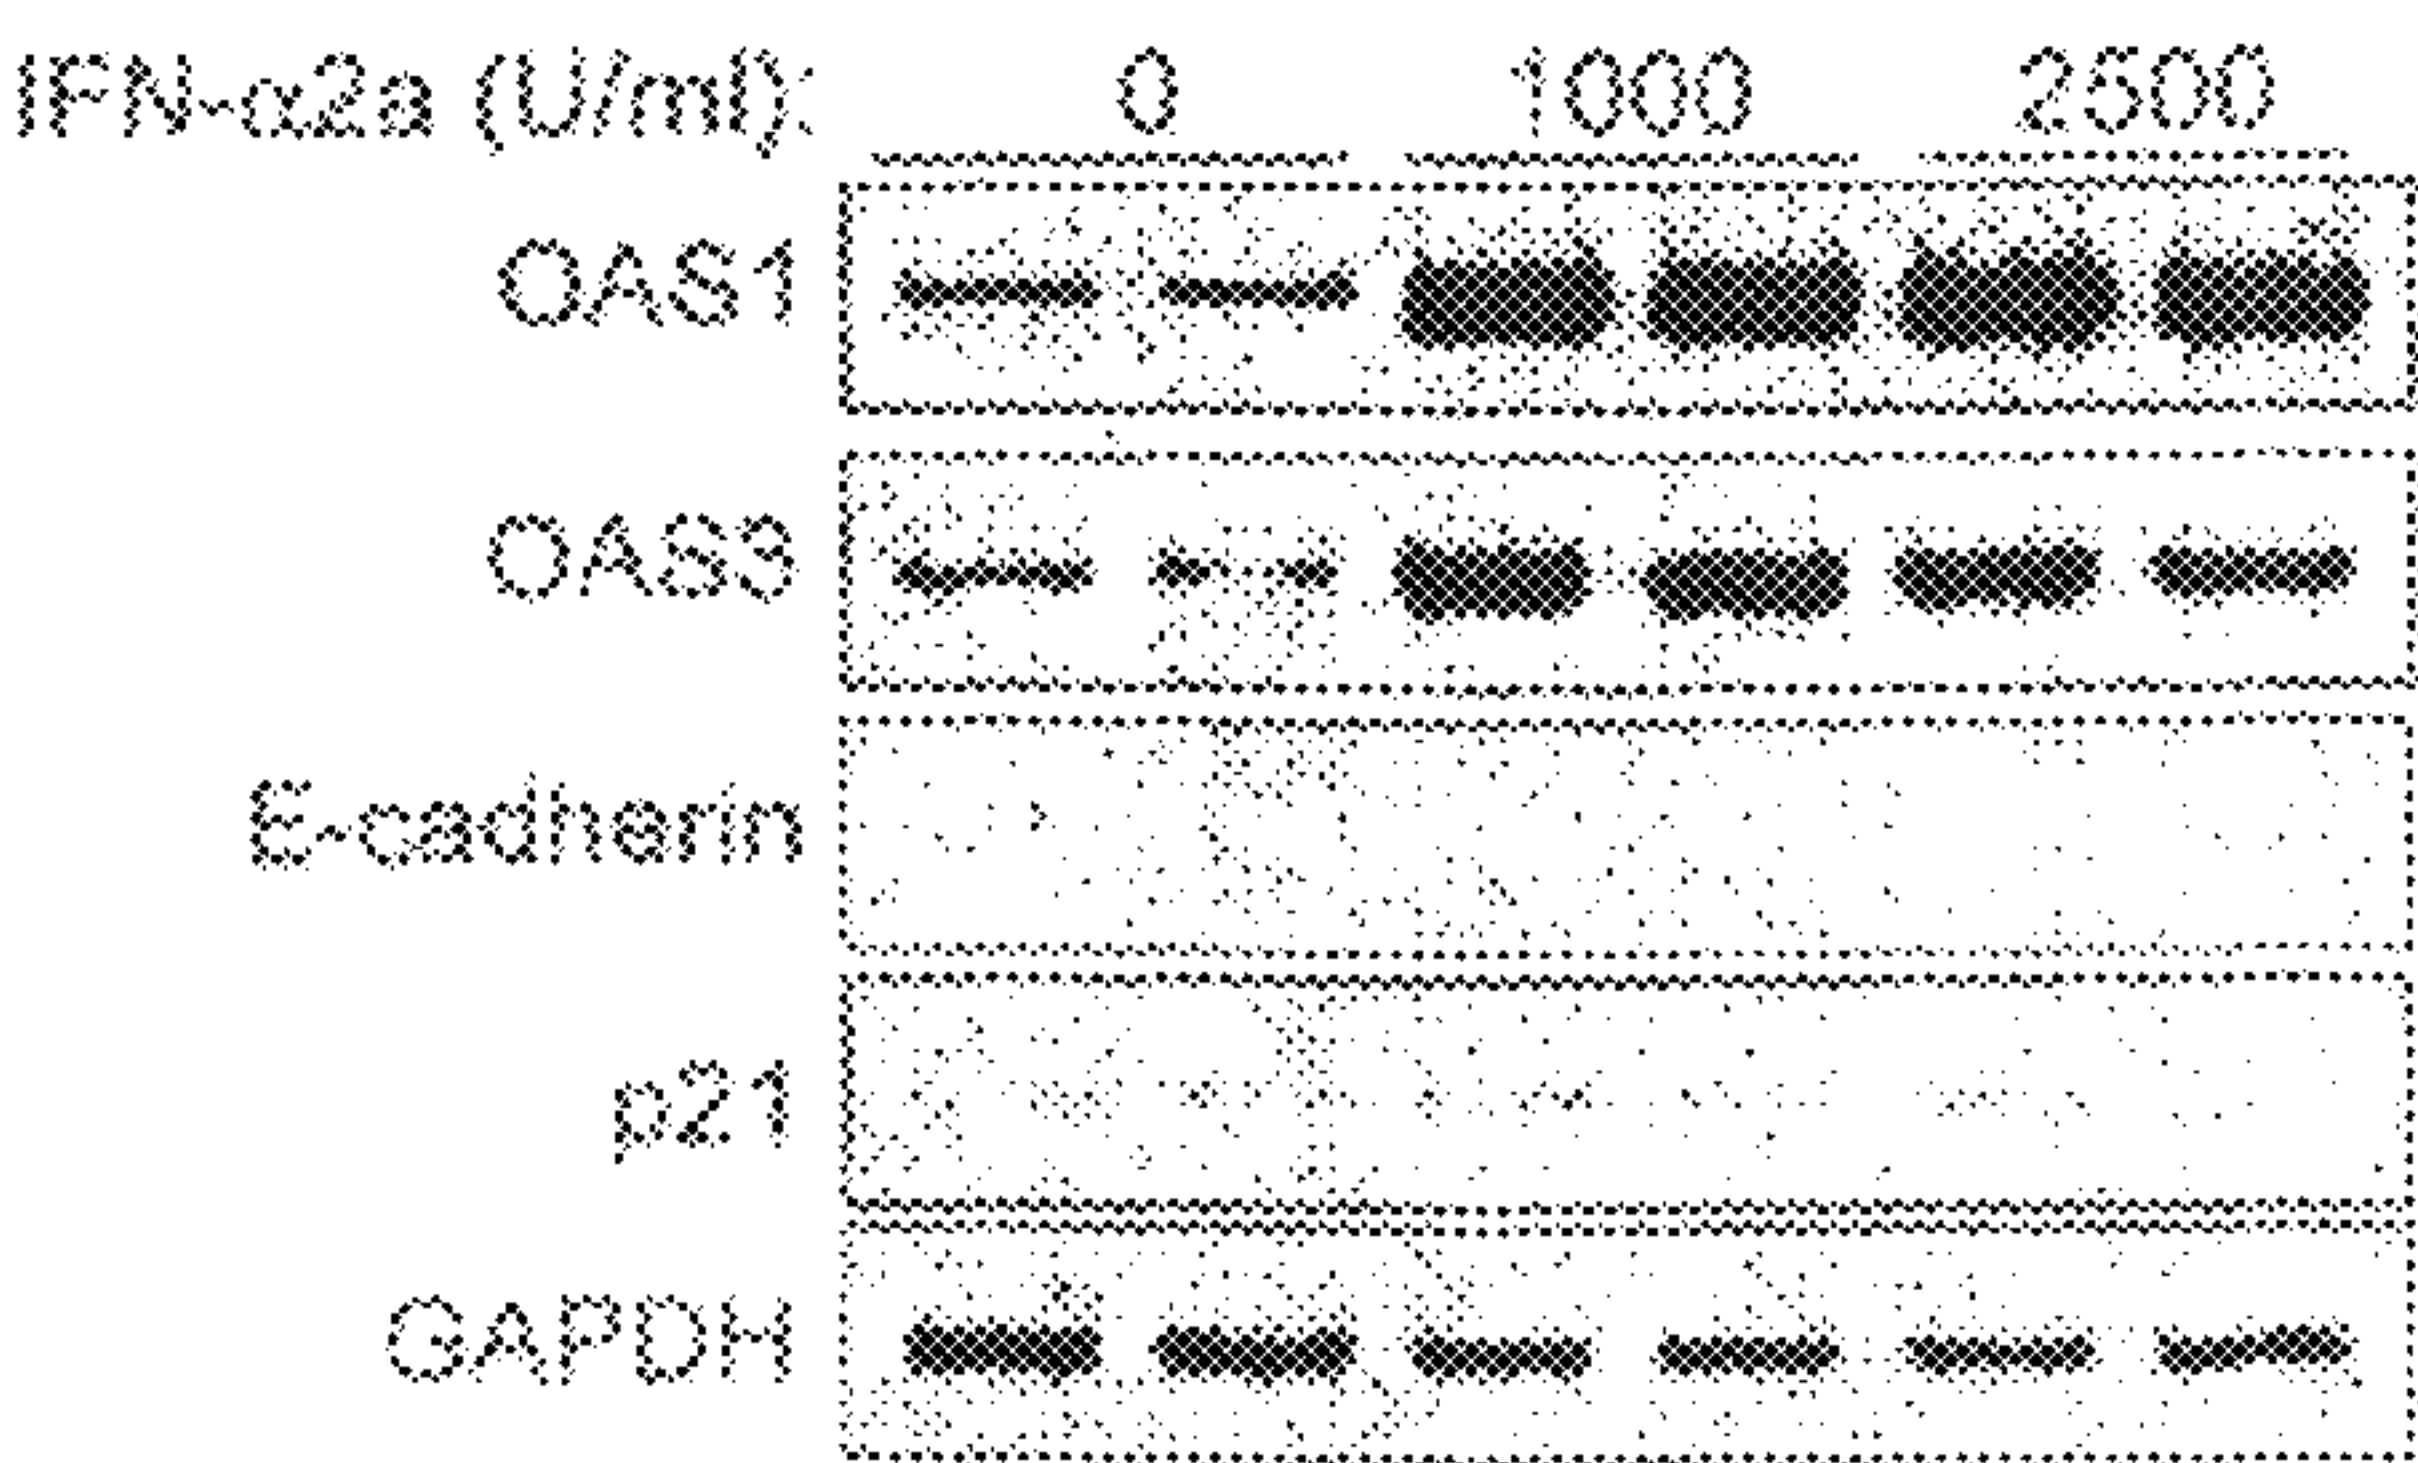 IFN-α2a (U/ml): 0 1000 2500
OAS1
OAS3
E-cadherin
p21
GAPDH